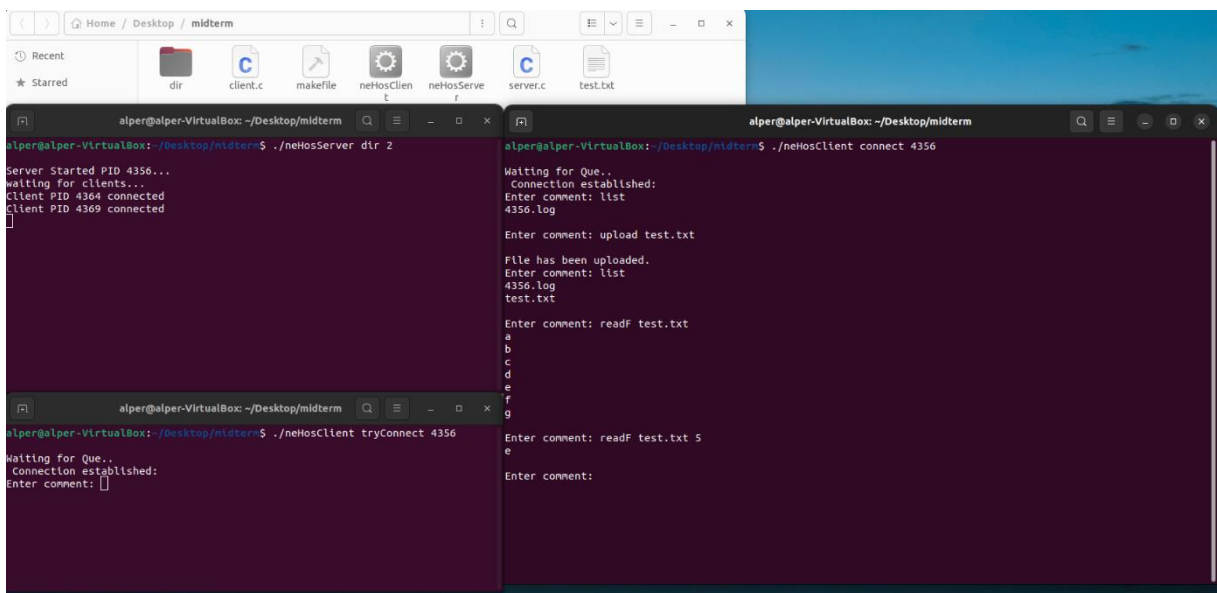 Home / Desktop / midterm
Recent
Starred
dir
client.c
makefile
neHosClien
t
neHosServe
r
server.c
test.txt
alper@alper-VirtualBox: ~/Desktop/midterm
alper@alper-VirtualBox:~/Desktop/midterm$ ./neHosServer dir 2
Server Started PID 4356...
waiting for clients...
Client PID 4364 connected
Client PID 4369 connected
alper@alper-VirtualBox: ~/Desktop/midterm
alper@alper-VirtualBox:~/Desktop/midterm$ ./neHosClient tryConnect 4356
Waiting for Que..
Connection established:
Enter comment:
alper@alper-VirtualBox: ~/Desktop/midterm
alper@alper-VirtualBox:~/Desktop/midterm$ ./neHosClient connect 4356
Waiting for Que..
Connection established:
Enter comment: list
4356.log
Enter comment: upload test.txt
File has been uploaded.
Enter comment: list
4356.log
test.txt
Enter comment: readF test.txt
a
b
c
d
e
f
g
Enter comment: readF test.txt 5
e
Enter comment: